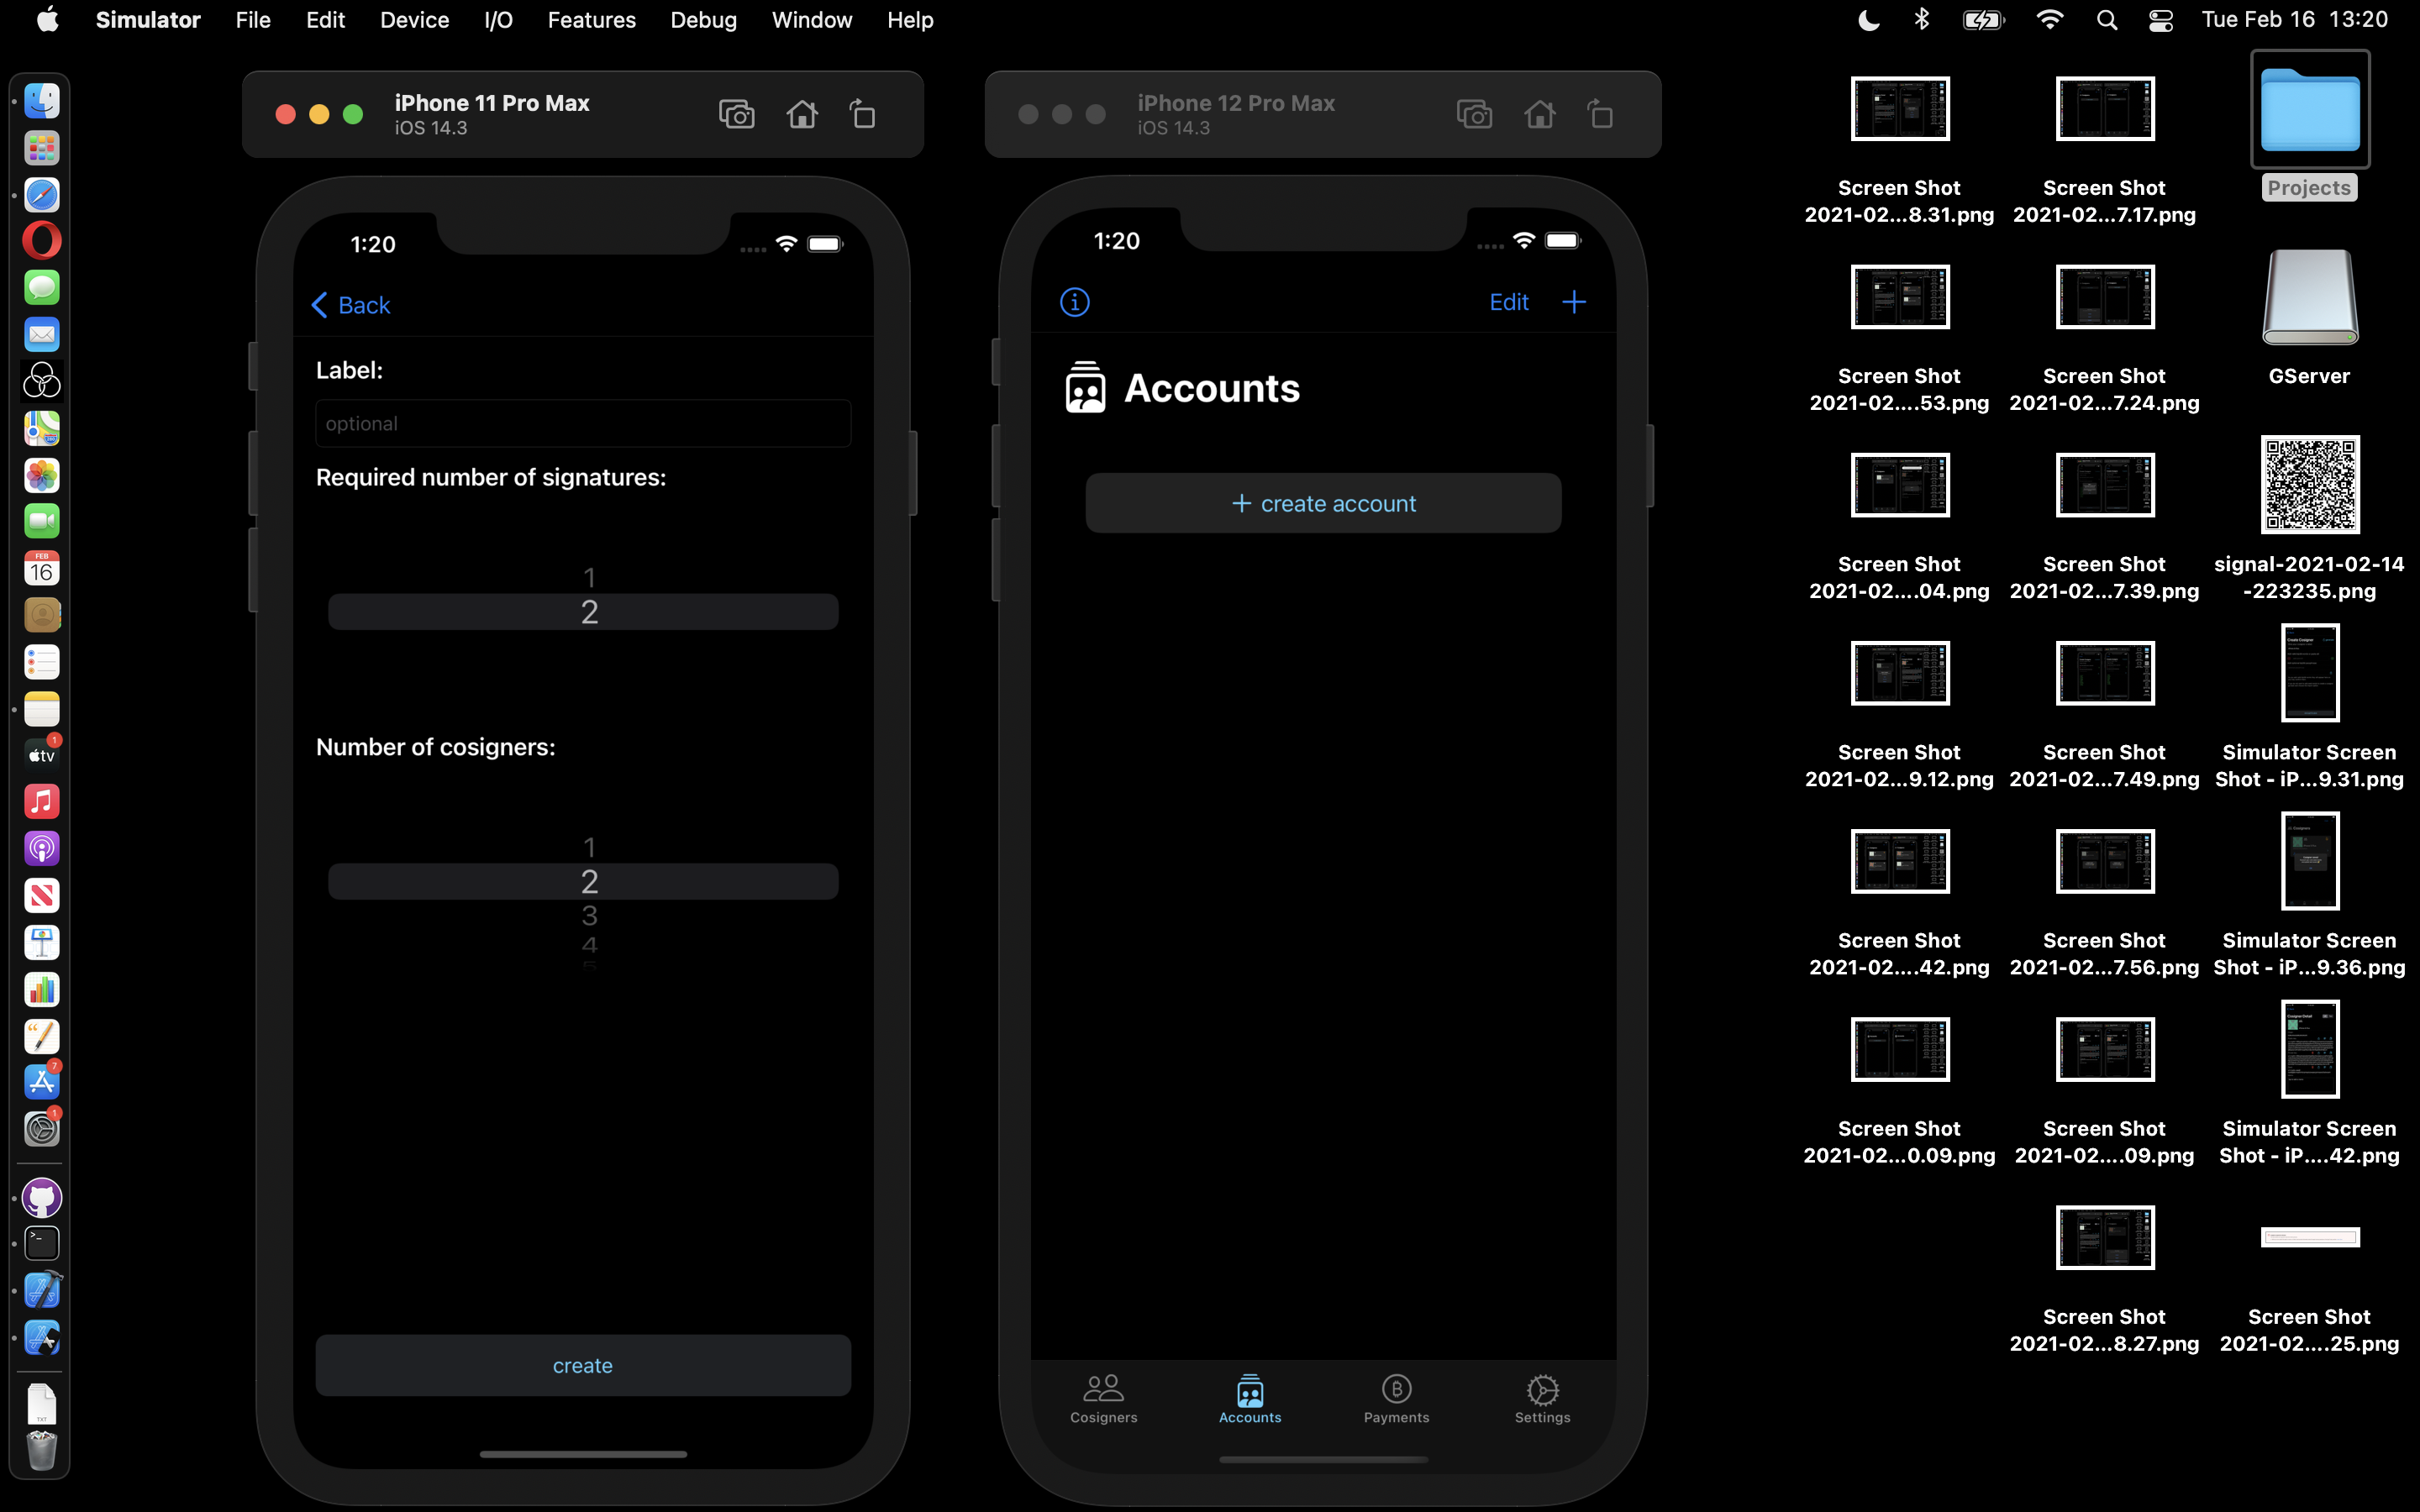 Simulator File Edit Device I/O Features Debug Window Help
Tue Feb 16 13:20
iPhone 11 Pro Max
iOS 14.3
1:20
Back
Label:
optional
Required number of signatures:
1
2
Number of cosigners:
1
2
3
4
5
create
iPhone 12 Pro Max
iOS 14.3
1:20
Edit
Accounts
+ create account
Cosigners
Accounts
Payments
Settings
Screen Shot
2021-02...8.31.png
Screen Shot
2021-02...7.17.png
Projects
Screen Shot
2021-02....53.png
Screen Shot
2021-02...7.24.png
GServer
Screen Shot
2021-02....04.png
Screen Shot
2021-02...7.39.png
signal-2021-02-14
-223235.png
Screen Shot
2021-02...9.12.png
Screen Shot
2021-02...7.49.png
Simulator Screen
Shot - iP...9.31.png
Screen Shot
2021-02....42.png
Screen Shot
2021-02...7.56.png
Simulator Screen
Shot - iP...9.36.png
Screen Shot
2021-02...0.09.png
Screen Shot
2021-02....09.png
Simulator Screen
Shot - iP....42.png
Screen Shot
2021-02...8.27.png
Screen Shot
2021-02....25.png
FEB
16
1
tv
7
1
TXT